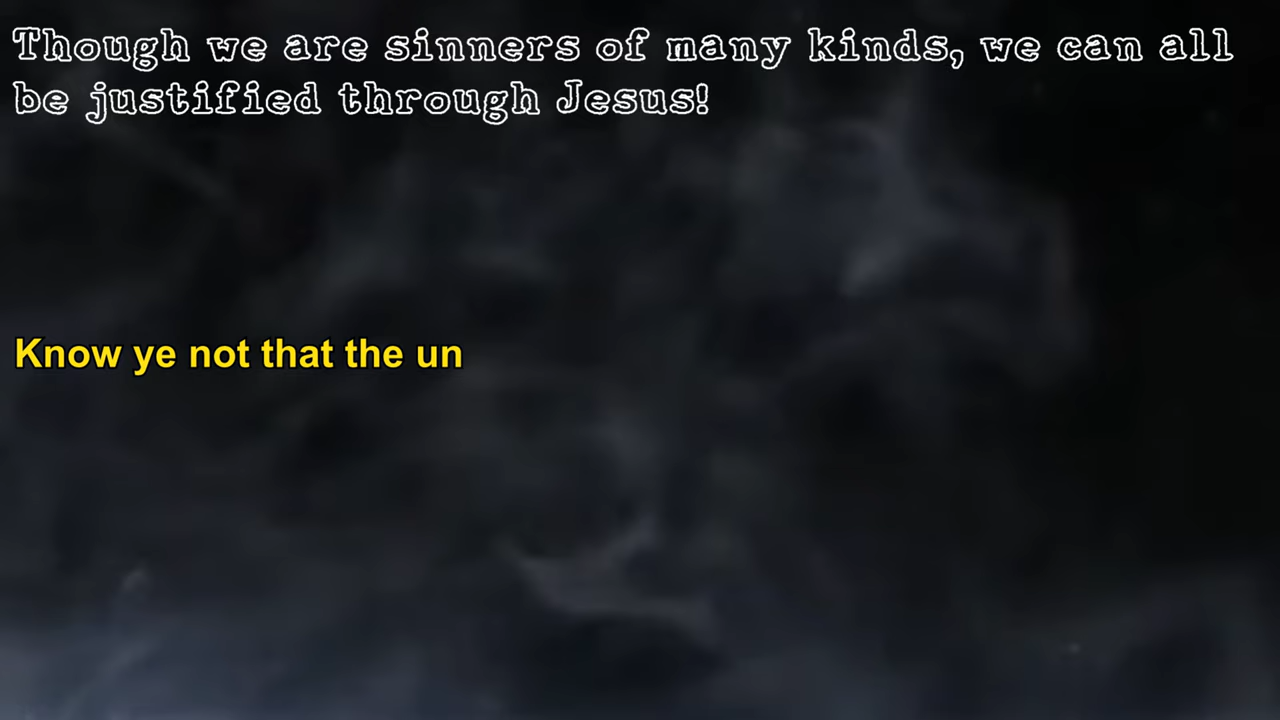 Though we are sinners of many kinds, we can all
be justified through Jesus!
Know ye not that the un